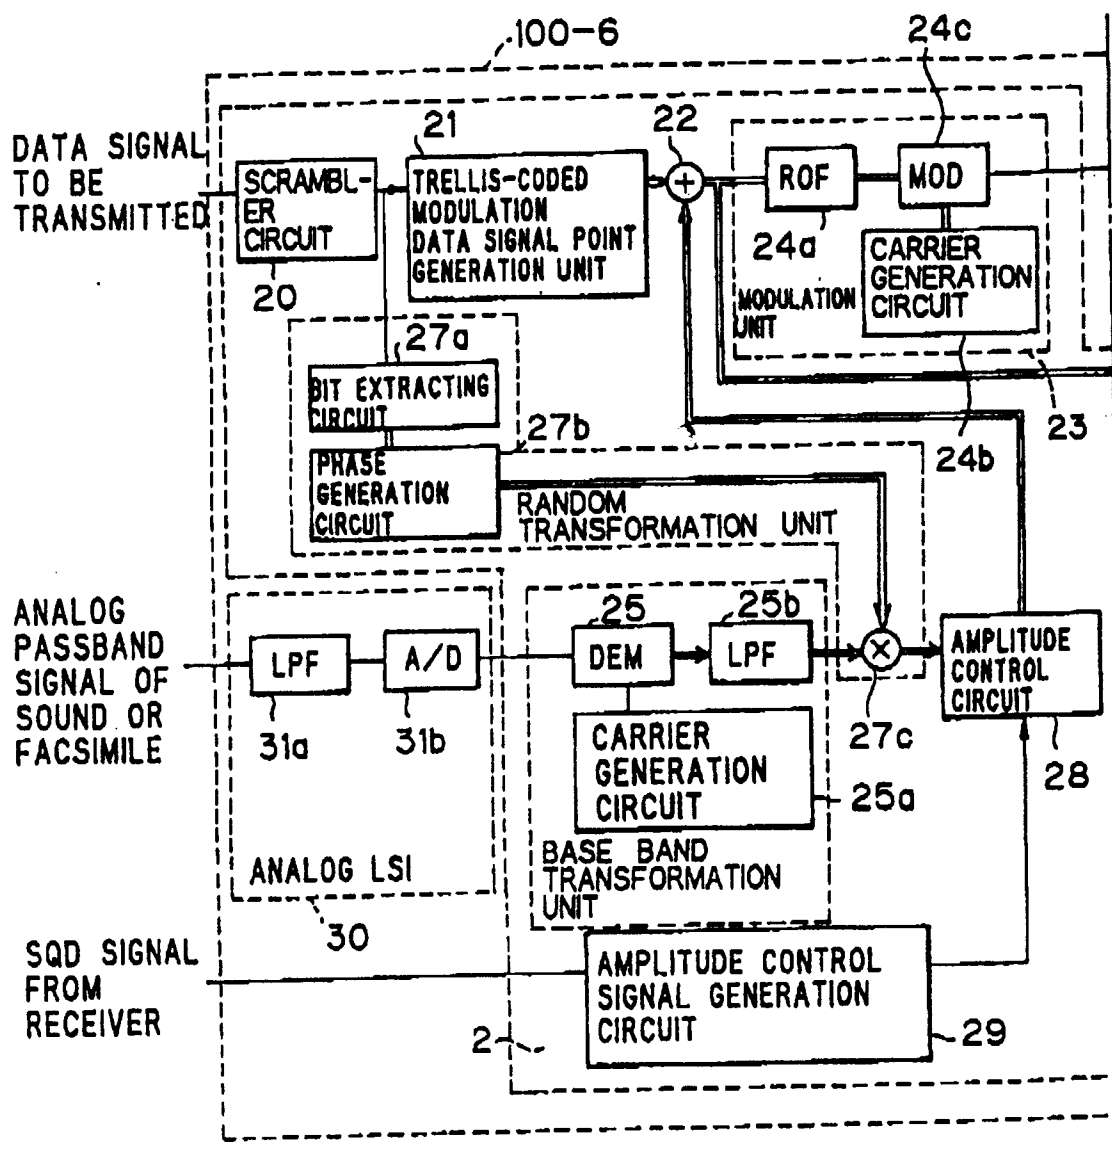 100-6
24c
DATA SIGNAL
TO BE
TRANSMITTED
21
22
SCRAMBL-
ER
CIRCUIT
20
TRELLIS-CODED
MODULATION
DATA SIGNAL POINT
GENERATION UNIT
ROF
MOD
24a
CARRIER
GENERATION
CIRCUIT
MODULATION
UNIT
23
24b
27a
BIT EXTRACTING
CIRCUIT
27b
PHASE
GENERATION
CIRCUIT
RANDOM
TRANSFORMATION UNIT
ANALOG
PASSBAND
SIGNAL OF
SOUND OR
FACSIMILE
LPF
A/D
31a
31b
25
25b
DEM
LPF
27c
AMPLITUDE
CONTROL
CIRCUIT
28
CARRIER
GENERATION
CIRCUIT
25a
BASE BAND
TRANSFORMATION
UNIT
ANALOG LSI
30
SQD SIGNAL
FROM
RECEIVER
AMPLITUDE CONTROL
SIGNAL GENERATION
CIRCUIT
2
29